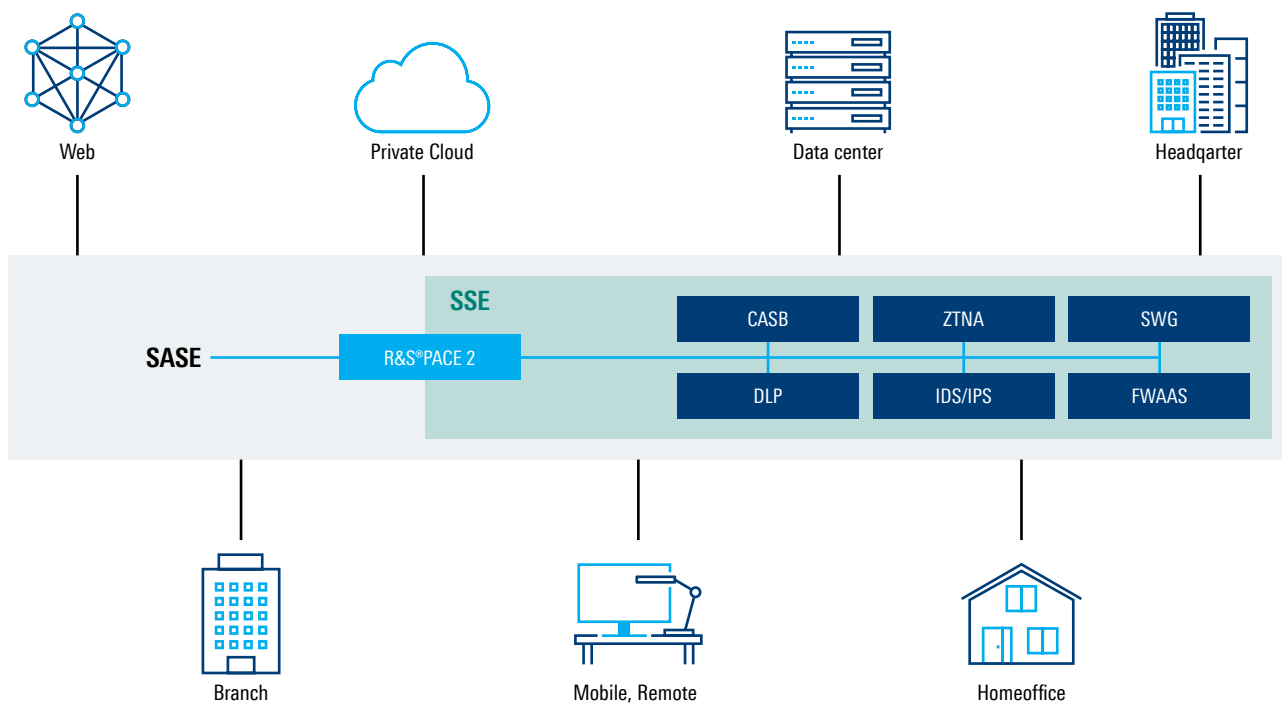 Web
Private Cloud
Data center
Headqarter
SSE
CASB
ZTNA
SWG
SASE
R&S®PACE 2
DLP
IDS/IPS
FWAAS
Branch
Mobile, Remote
Homeoffice